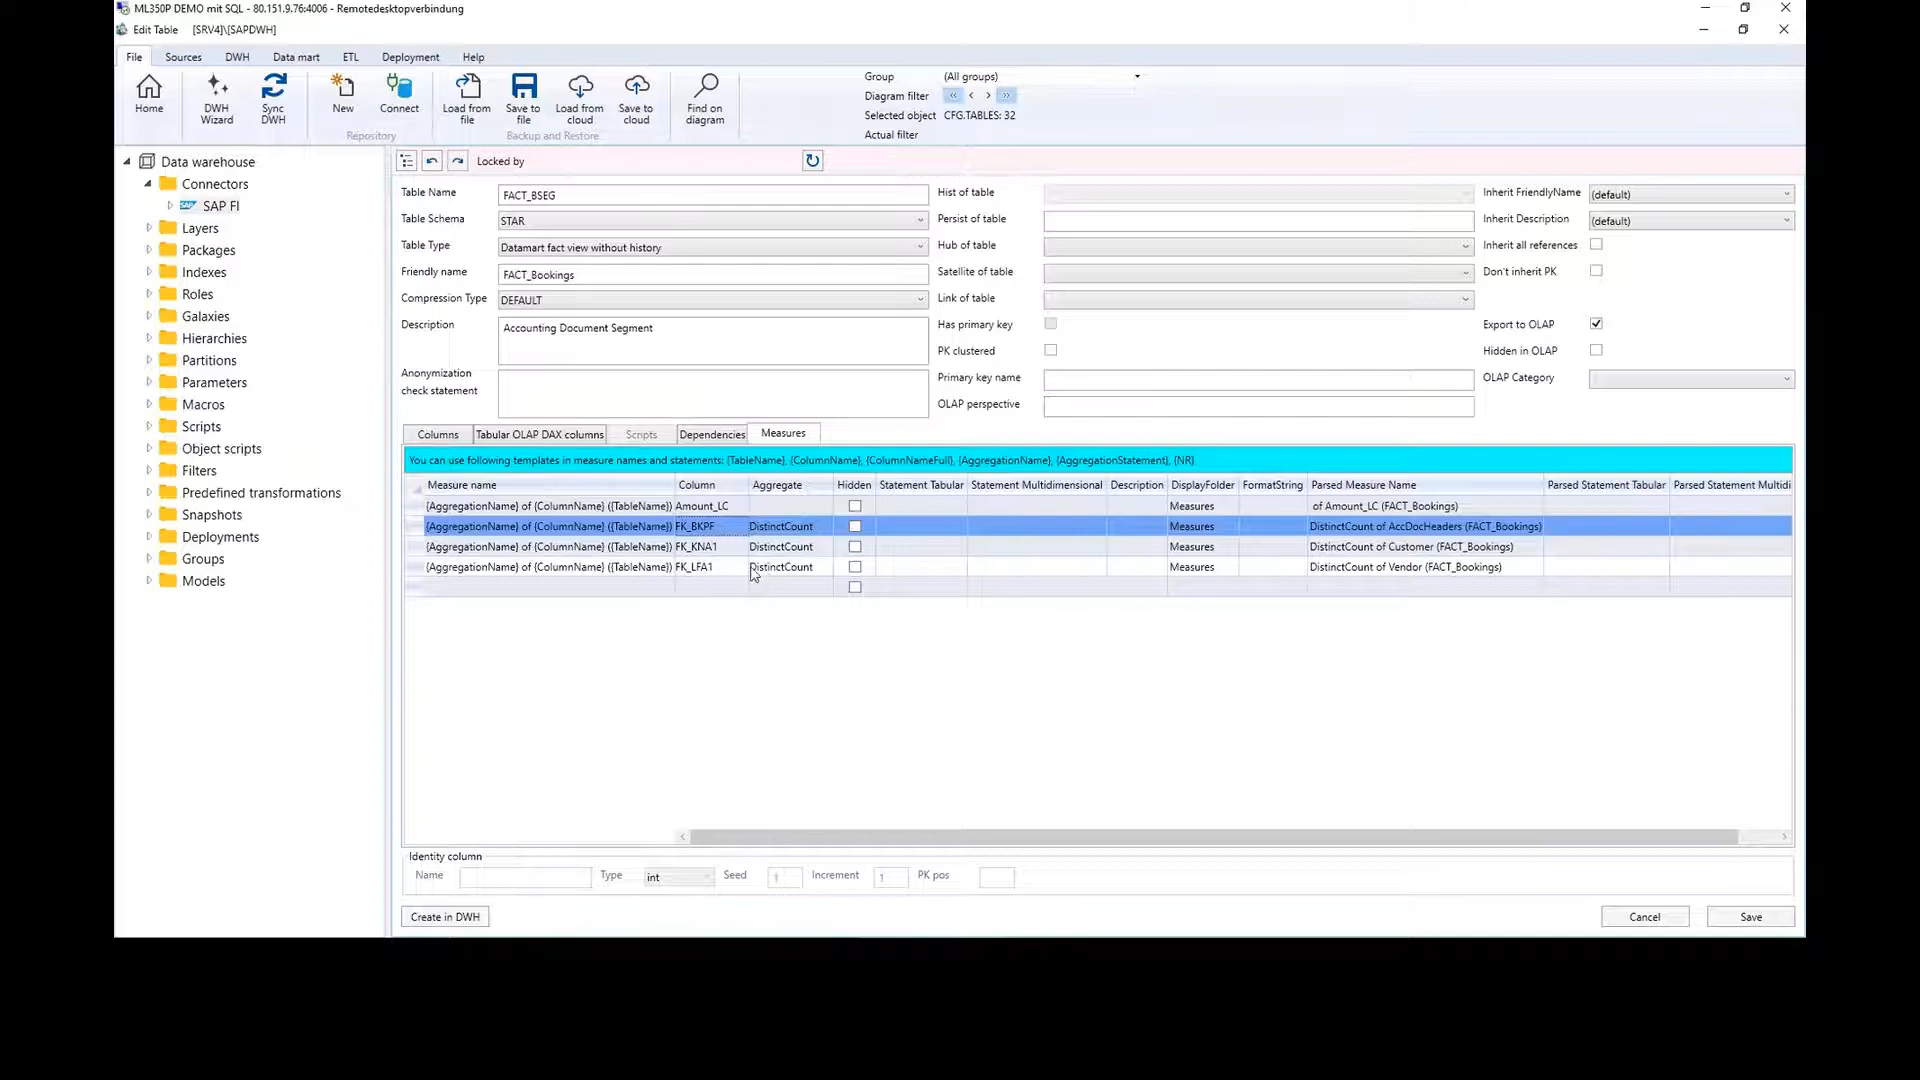 ML350P DEMO mit SQL - 80.151.9.76:4006 - Remotedesktopverbindung
Edit Table [SRV4]\[SAPDWH]
File Sources DWH Data mart ETL Deployment Help
Home
DWH Wizard
Sync DWH
New
Connect
Repository
Load from file
Save to file
Load from cloud
Save to cloud
Backup and Restore
Find on diagram
Group (All groups)
Diagram filter
Selected object CFG.TABLES: 32
Actual filter
Data warehouse
Connectors
SAP FI
Layers
Packages
Indexes
Roles
Galaxies
Hierarchies
Partitions
Parameters
Macros
Scripts
Object scripts
Filters
Predefined transformations
Snapshots
Deployments
Groups
Models
Locked by
Table Name FACT_BSEG
Table Schema STAR
Table Type Datamart fact view without history
Friendly name FACT_Bookings
Compression Type DEFAULT
Description Accounting Document Segment
Anonymization check statement
Hist of table
Persist of table
Hub of table
Satellite of table
Link of table
Has primary key
PK clustered
Primary key name
OLAP perspective
Inherit FriendlyName (default)
Inherit Description (default)
Inherit all references
Don't inherit PK
Export to OLAP
Hidden in OLAP
OLAP Category
Columns Tabular OLAP DAX columns Scripts Dependencies Measures
You can use following templates in measure names and statements: {TableName}, {ColumnName}, {ColumnNameFull}, {AggregationName}, {AggregationStatement}, {NR}
Measure name Column Aggregate Hidden Statement Tabular Statement Multidimensional Description DisplayFolder FormatString Parsed Measure Name Parsed Statement Tabular Parsed Statement Multidi
{AggregationName} of {ColumnName} ({TableName}) Amount_LC Measures of Amount_LC (FACT_Bookings)
{AggregationName} of {ColumnName} ({TableName}) FK_BKPF DistinctCount Measures DistinctCount of AccDocHeaders (FACT_Bookings)
{AggregationName} of {ColumnName} ({TableName}) FK_KNA1 DistinctCount Measures DistinctCount of Customer (FACT_Bookings)
{AggregationName} of {ColumnName} ({TableName}) FK_LFA1 DistinctCount Measures DistinctCount of Vendor (FACT_Bookings)
Identity column
Name Type int Seed 1 Increment 1 PK pos
Create in DWH Cancel Save